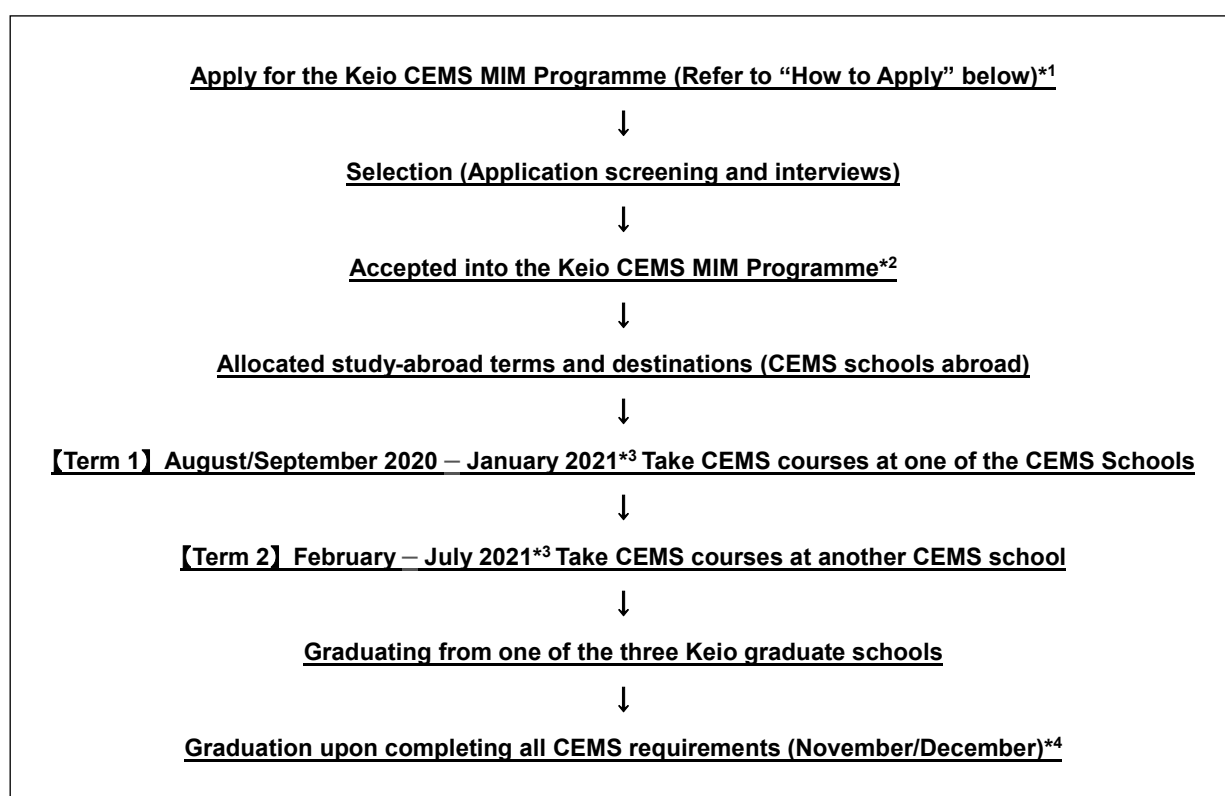 Apply for the Keio CEMS MIM Programme (Refer to “How to Apply” below)*1
↓
Selection (Application screening and interviews)
↓
Accepted into the Keio CEMS MIM Programme*2
↓
Allocated study-abroad terms and destinations (CEMS schools abroad)
↓
【Term 1】 August/September 2020 – January 2021*3 Take CEMS courses at one of the CEMS Schools
↓
【Term 2】 February – July 2021*3 Take CEMS courses at another CEMS school
↓
Graduating from one of the three Keio graduate schools
↓
Graduation upon completing all CEMS requirements (November/December)*4